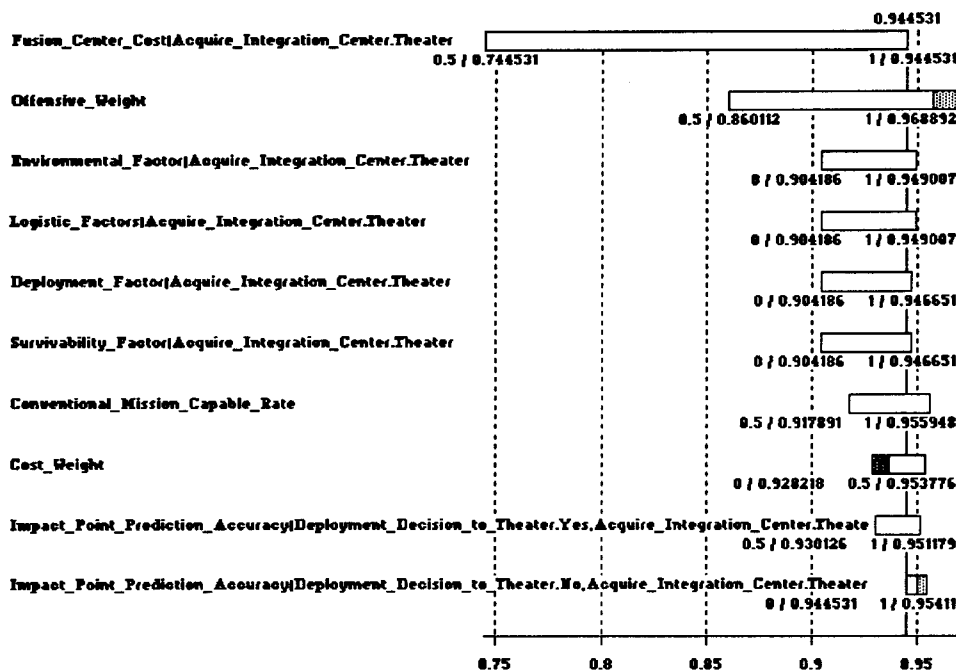 0.944531
Fusion_Center_Cost|Acquire_Integration_Center.Theater
0.5 / 0.744531 1 / 0.944531
Offensive_Weight
0.5 / 0.860112 1 / 0.968892
Environmental_Factor|Acquire_Integration_Center.Theater
0 / 0.904186 1 / 0.949007
Logistic_Factors|Acquire_Integration_Center.Theater
0 / 0.904186 1 / 0.949007
Deployment_Factor|Acquire_Integration_Center.Theater
0 / 0.904186 1 / 0.946651
Survivability_Factor|Acquire_Integration_Center.Theater
0 / 0.904186 1 / 0.946651
Conventional_Mission_Capable_Rate
0.5 / 0.917891 1 / 0.955948
Cost_Weight
0 / 0.928218 0.5 / 0.953776
Impact_Point_Prediction_Accuracy|Deployment_Decision_to_Theater.Yes,Acquire_Integration_Center.Theate
0.5 / 0.930126 1 / 0.951179
Impact_Point_Prediction_Accuracy|Deployment_Decision_to_Theater.No,Acquire_Integration_Center.Theater
0 / 0.944531 1 / 0.95411
0.75 0.8 0.85 0.9 0.95